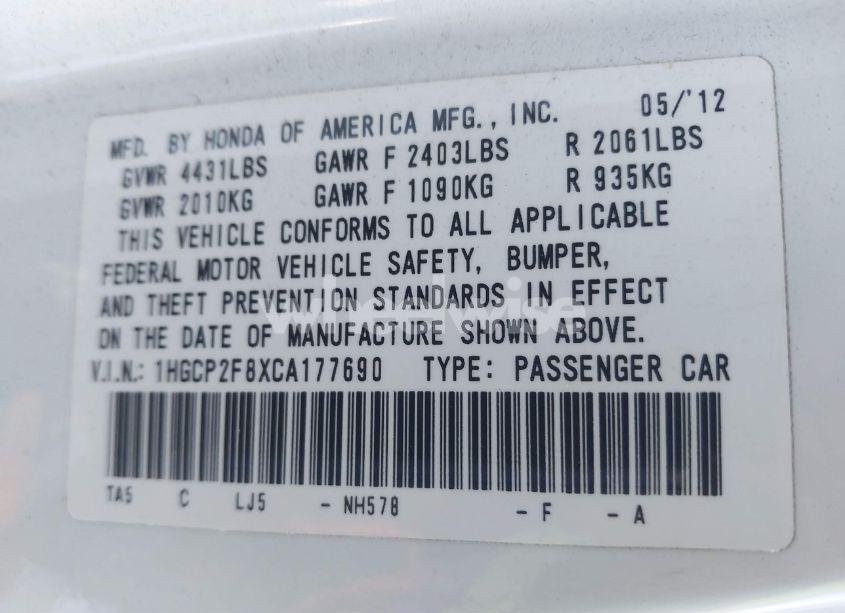 MFD. BY HONDA OF AMERICA MFG., INC. 05/'12
GVWR 4431LBS GAWR F 2403LBS R 2061LBS
GVWR 2010KG GAWR F 1090KG R 935KG
THIS VEHICLE CONFORMS TO ALL APPLICABLE
FEDERAL MOTOR VEHICLE SAFETY, BUMPER,
AND THEFT PREVENTION STANDARDS IN EFFECT
ON THE DATE OF MANUFACTURE SHOWN ABOVE.
wheelwise
V.I.N.: 1HGCP2F8XCA177690 TYPE: PASSENGER CAR
TA5 C LJ5 - NH578 - F - A